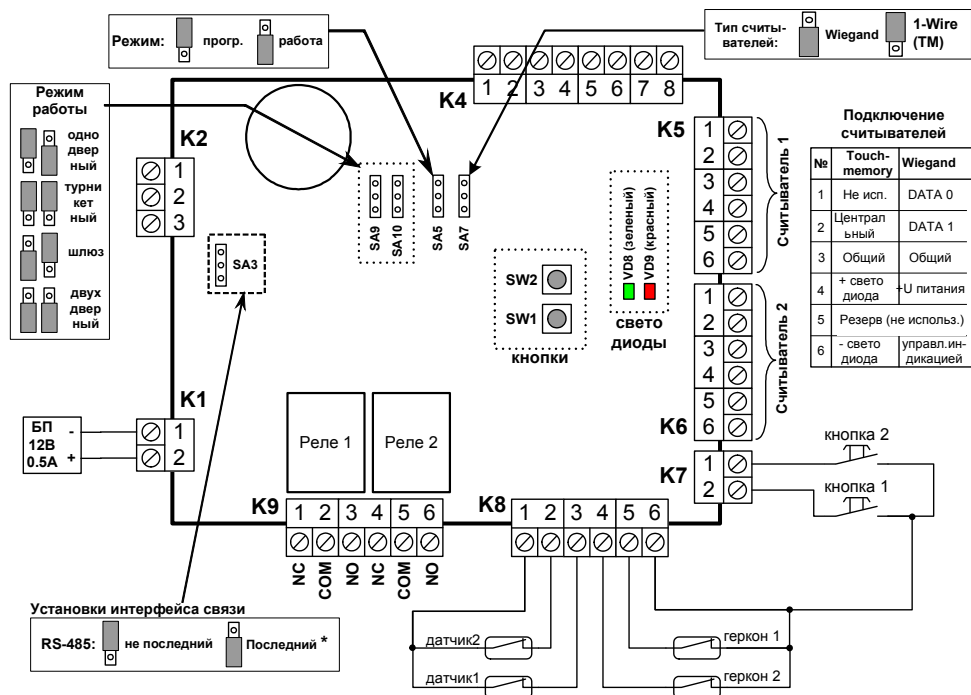 Режим: прогр. работа
Тип считы-
вателей:
Wiegand
1-Wire
(TM)
Режим
работы
одно
двер
ный
турни
кет
ный
шлюз
двух
двер
ный
K4
1 2 3 4 5 6 7 8
K2
1
2
3
SA9
SA10
SA5
SA7
SA3
SW2
SW1
кнопки
VD8 (зеленый)
VD9 (красный)
свето
диоды
K5
1
2
3
4
5
6
Считыватель 1
1
2
3
4
5
6
K6
Считыватель 2
Подключение
считывателей
№ Touch-memory Wiegand
1 Не исп. DATA 0
2 Централ ьный DATA 1
3 Общий Общий
4 + свето диода +U питания
5 Резерв (не использ.)
6 - свето диода управл.ин-дикацией
K1
1
2
БП -
12В
0.5А +
Реле 1
Реле 2
K7
1
2
кнопка 2
кнопка 1
K9
1 2 3 4 5 6
NC COM NO NC COM NO
K8
1 2 3 4 5 6
Установки интерфейса связи
RS-485: не последний Последний *
датчик2
датчик1
геркон 1
геркон 2